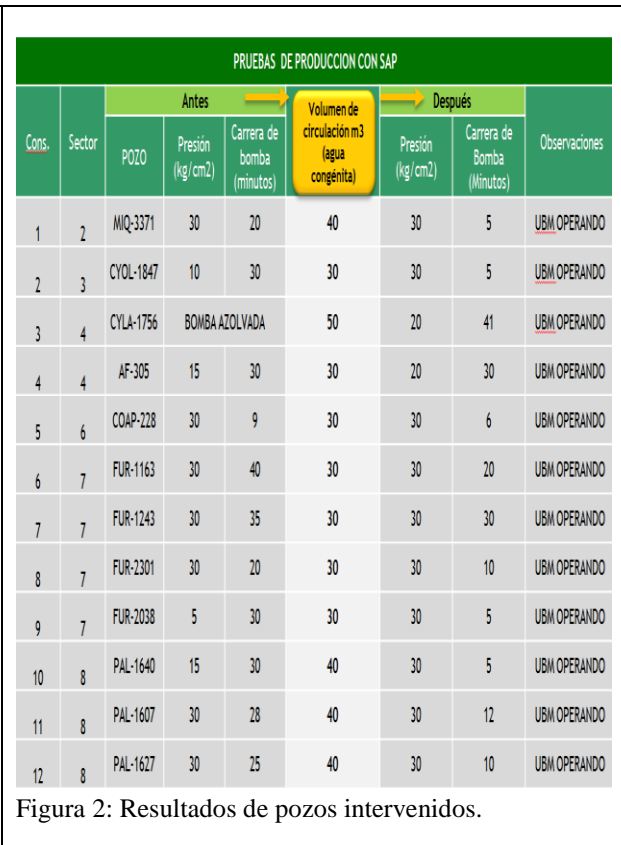 PRUEBAS DE PRODUCCION CON SAP
Antes Volumen de circulación m3 (agua congénita) Después
Cons. Sector POZO Presión (kg/cm2) Carrera de bomba (minutos) Presión (kg/cm2) Carrera de Bomba (Minutos) Observaciones
1 2 MIQ-3371 30 20 40 30 5 UBM OPERANDO
2 3 CYOL-1847 10 30 30 30 5 UBM OPERANDO
3 4 CYLA-1756 BOMBA AZOLVADA 50 20 41 UBM OPERANDO
4 4 AF-305 15 30 30 20 30 UBM OPERANDO
5 6 COAP-228 30 9 30 30 6 UBM OPERANDO
6 7 FUR-1163 30 40 30 30 20 UBM OPERANDO
7 7 FUR-1243 30 35 30 30 30 UBM OPERANDO
8 7 FUR-2301 30 20 30 30 10 UBM OPERANDO
9 7 FUR-2038 5 30 30 30 5 UBM OPERANDO
10 8 PAL-1640 15 30 40 30 5 UBM OPERANDO
11 8 PAL-1607 30 28 40 30 12 UBM OPERANDO
12 8 PAL-1627 30 25 40 30 10 UBM OPERANDO
Figura 2: Resultados de pozos intervenidos.